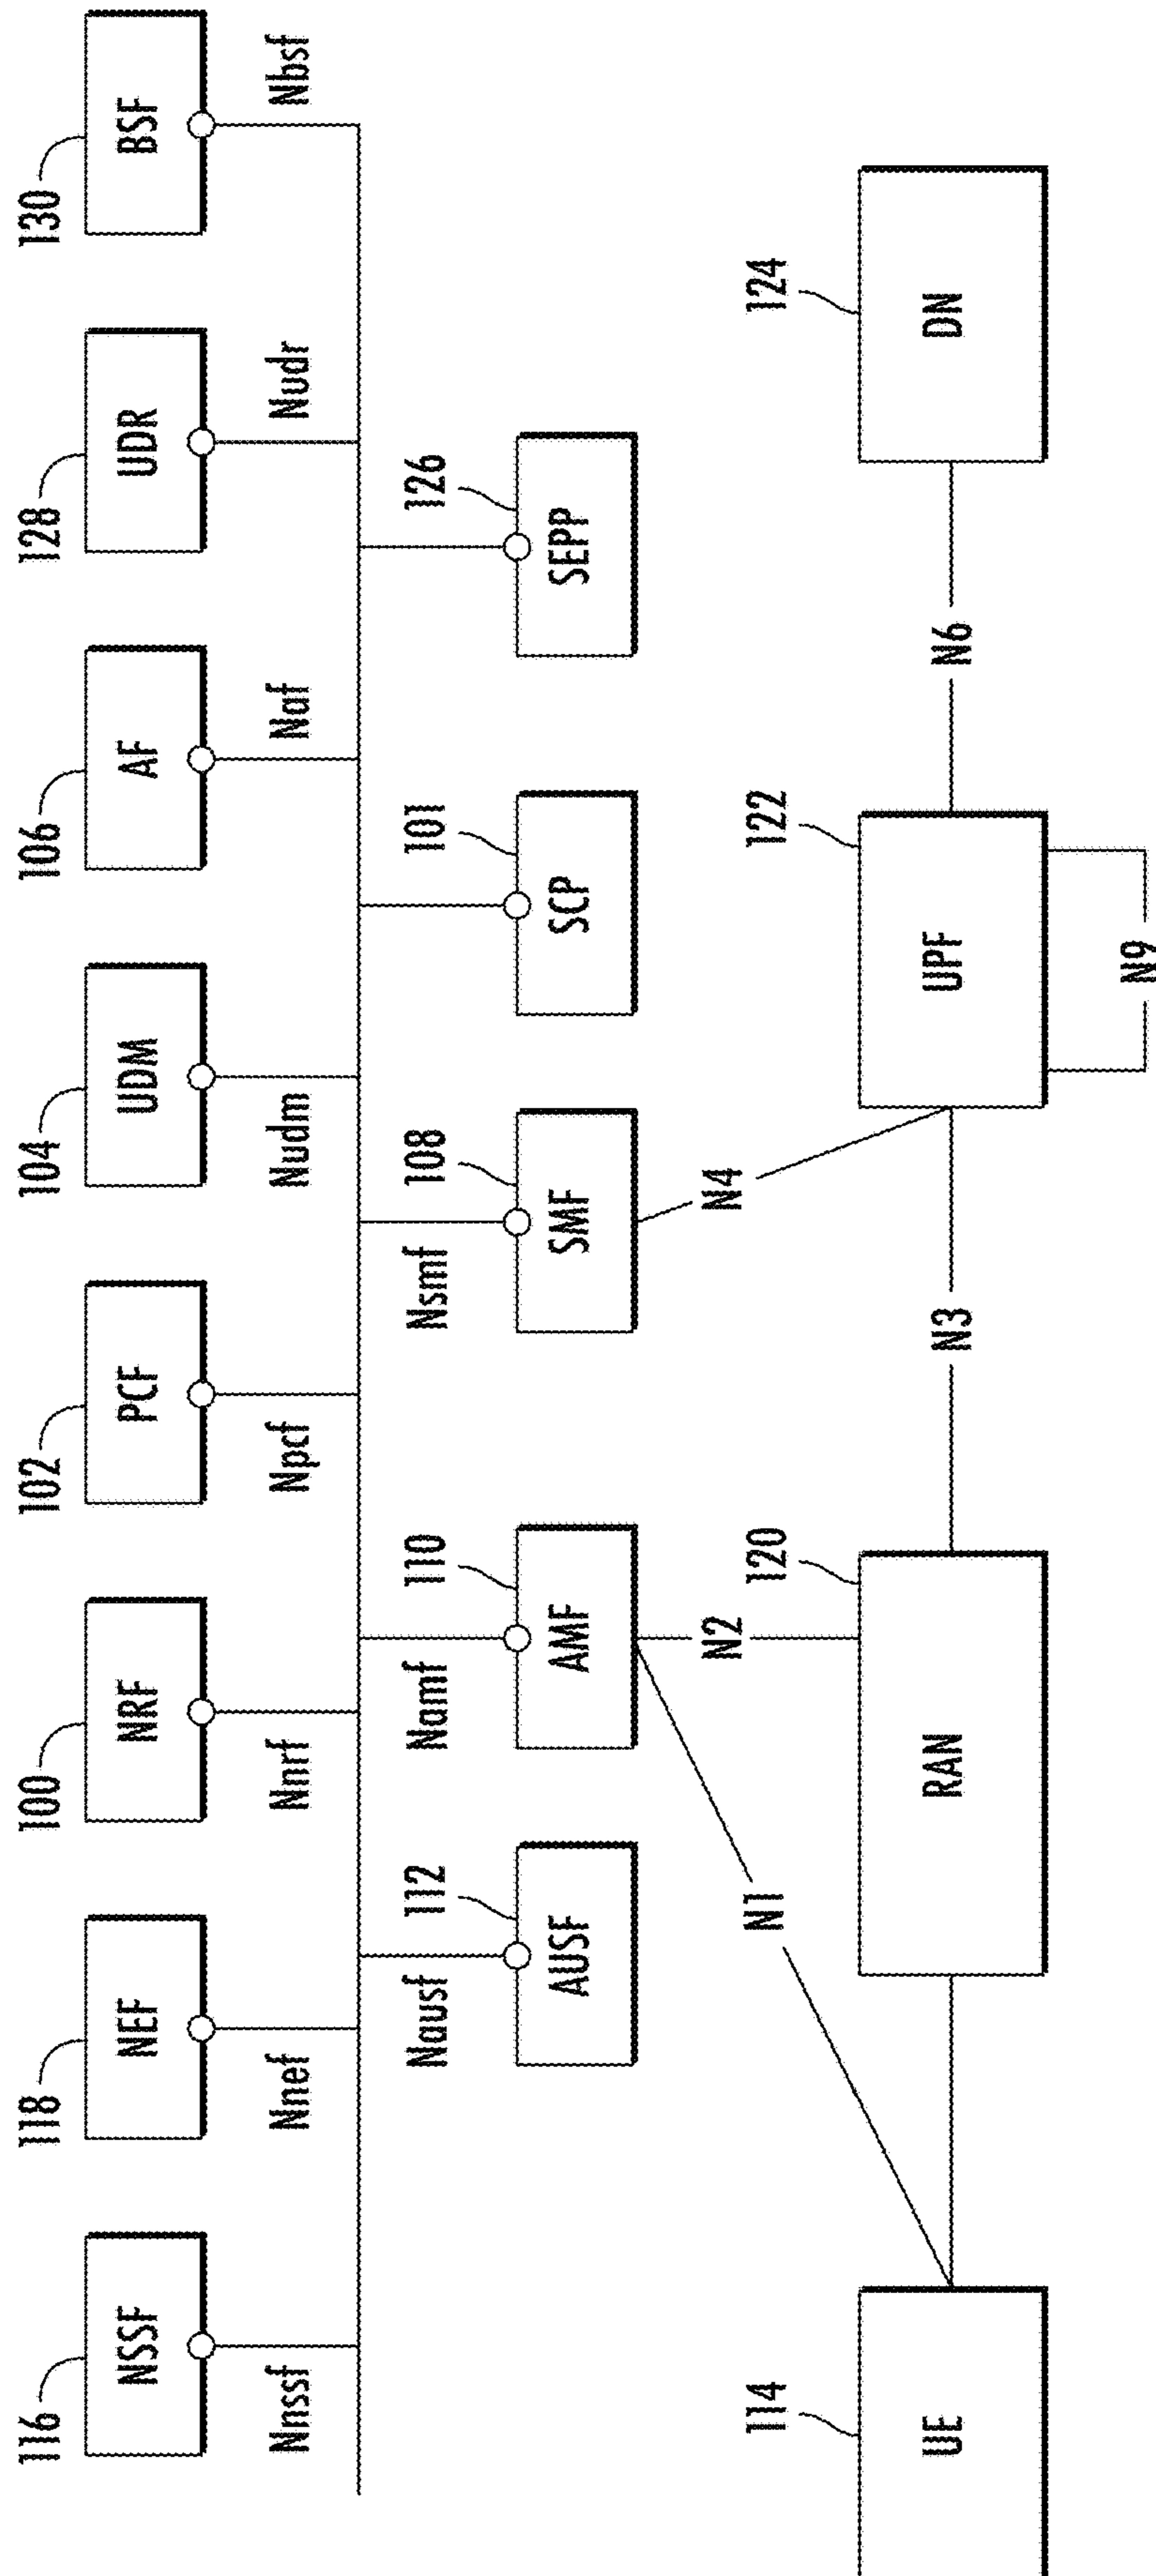 116
118
100
102
104
106
128
130
NSSF
NEF
NRF
PCF
UDM
AF
UDR
BSF
Nnssf
Nnef
Nnrf
Npcf
Nudm
Naf
Nudr
Nbsf
Nausf
112
Namf
110
Nsmf
108
101
126
AUSF
AMF
SMF
SCP
SEPP
N1
N2
N4
114
120
122
124
UE
RAN
N3
UPF
N6
DN
N9